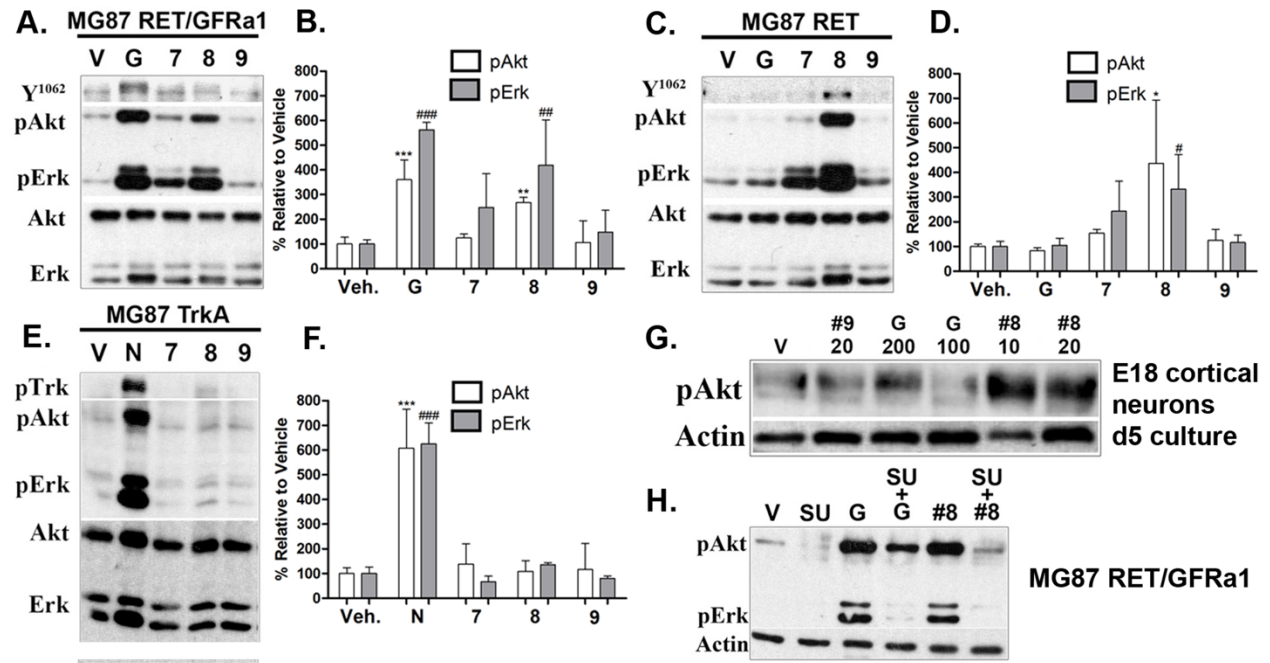 A.
MG87 RET/GFRa1
V G 7 8 9
Y1062
pAkt
pErk
Akt
Erk
B.
pAkt
pErk
% Relative to Vehicle
800
700
600
500
400
300
200
100
0
***
###
**
##
Veh. G 7 8 9
C.
MG87 RET
V G 7 8 9
Y1062
pAkt
pErk
Akt
Erk
D.
pAkt
pErk
% Relative to Vehicle
800
700
600
500
400
300
200
100
0
*
#
Veh. G 7 8 9
E.
MG87 TrkA
V N 7 8 9
pTrk
pAkt
pErk
Akt
Erk
F.
pAkt
pErk
% Relative to Vehicle
800
700
600
500
400
300
200
100
0
***
###
Veh. N 7 8 9
G.
#9 G G #8 #8
V 20 200 100 10 20
pAkt
Actin
E18 cortical
neurons
d5 culture
H.
SU SU
+ +
V SU G G #8 #8
pAkt
pErk
Actin
MG87 RET/GFRa1